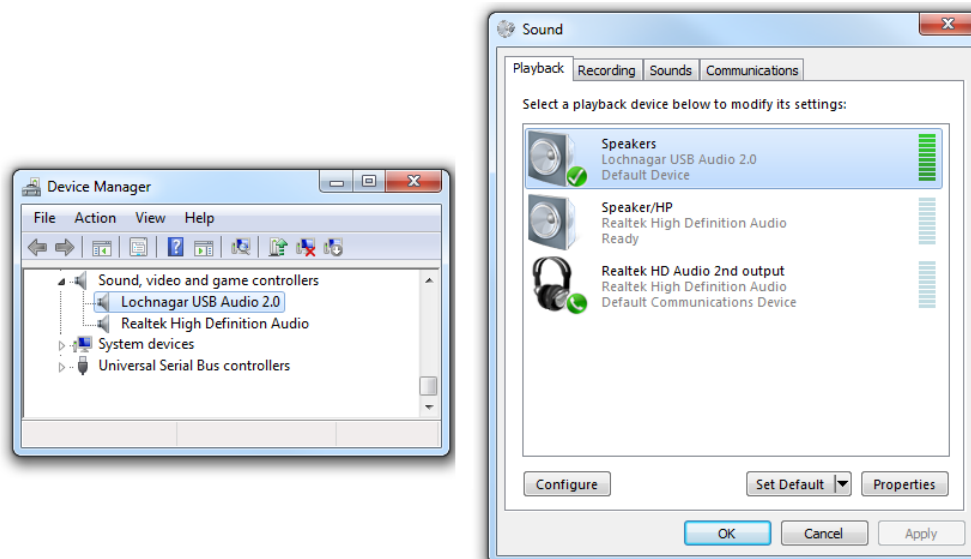 Device Manager
File Action View Help
Sound, video and game controllers
Lochnagar USB Audio 2.0
Realtek High Definition Audio
System devices
Universal Serial Bus controllers
Sound
Playback Recording Sounds Communications
Select a playback device below to modify its settings:
Speakers
Lochnagar USB Audio 2.0
Default Device
Speaker/HP
Realtek High Definition Audio
Ready
Realtek HD Audio 2nd output
Realtek High Definition Audio
Default Communications Device
Configure Set Default Properties
OK Cancel Apply